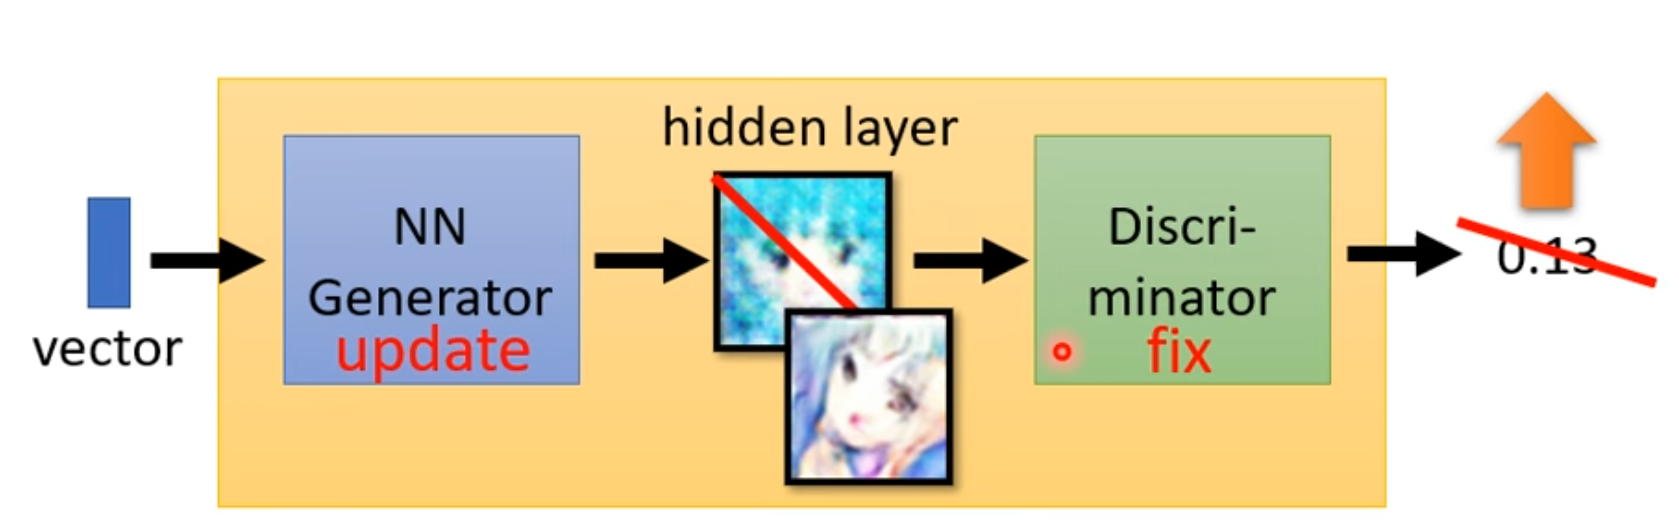 hidden layer
NN
Generator
update
Discri-
minator
fix
0.13
vector